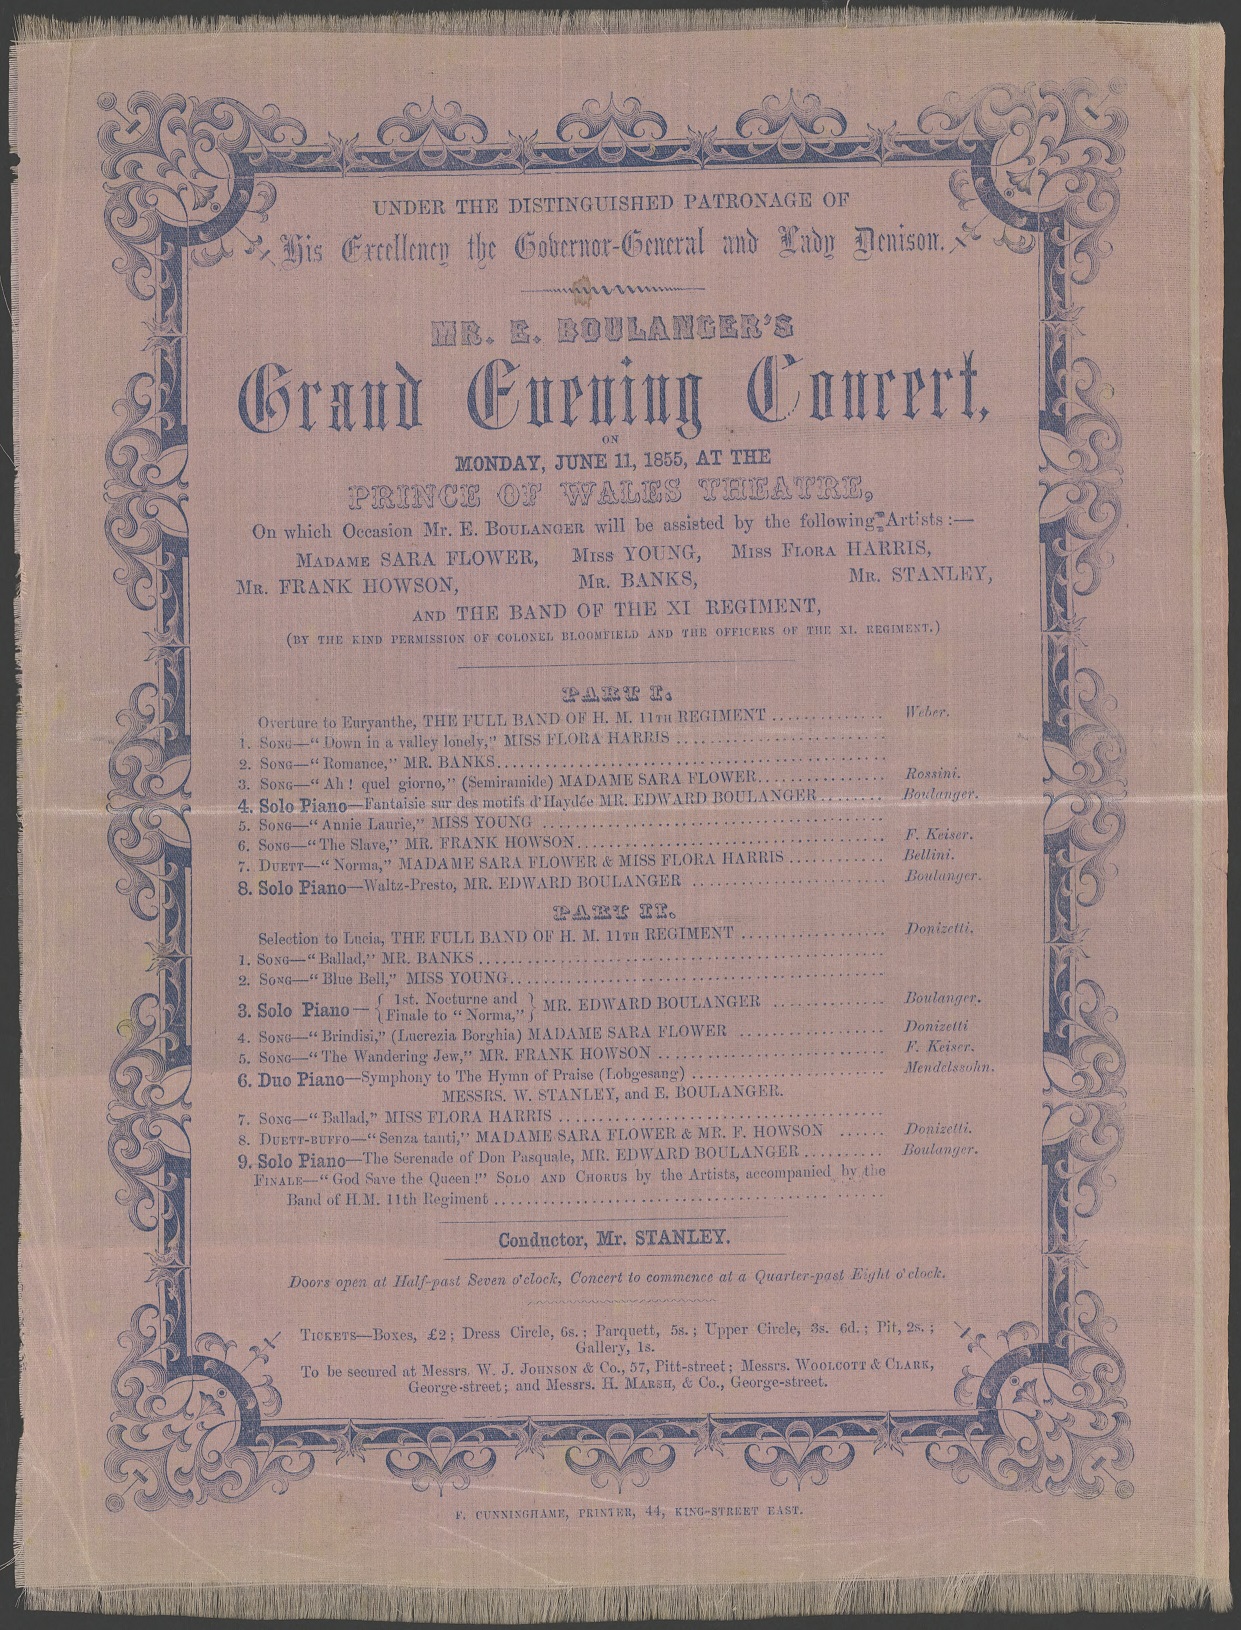 UNDER THE DISTINGUISHED PATRONAGE OF
His Excellency the Governor-General and Lady Denison.
MR. E. BOULANGER'S
Grand Evening Concert,
ON
MONDAY, JUNE 11, 1855, AT THE
PRINCE OF WALES THEATRE,
On which Occasion Mr. E. BOULANGER will be assisted by the following Artists :—
MADAME SARA FLOWER, MISS YOUNG, MISS FLORA HARRIS,
MR. FRANK HOWSON, MR. BANKS, MR. STANLEY,
AND THE BAND OF THE XI REGIMENT,
(BY THE KIND PERMISSION OF COLONEL BLOOMFIELD AND THE OFFICERS OF THE XI. REGIMENT.)
PART I.
Overture to Euryanthe, THE FULL BAND OF H. M. 11TH REGIMENT .............. Weber.
1. SONG—“Down in a valley lonely,” MISS FLORA HARRIS ..........................
2. SONG—“Romance,” MR. BANKS................................................
3. SONG—“Ah! quel giorno,” (Semiramide) MADAME SARA FLOWER................ Rossini.
4. Solo Piano—Fantaisie sur des motifs d'Haydée MR. EDWARD BOULANGER ........ Boulanger.
5. SONG—“Annie Laurie,” MISS YOUNG ..........................................
6. SONG—“The Slave,” MR. FRANK HOWSON...................................... F. Keiser.
7. DUETT—“Norma,” MADAME SARA FLOWER & MISS FLORA HARRIS ............ Bellini.
8. Solo Piano—Waltz-Presto, MR. EDWARD BOULANGER ........................ Boulanger.
PART II.
Selection to Lucia, THE FULL BAND OF H. M. 11TH REGIMENT .................. Donizetti.
1. SONG—“Ballad,” MR. BANKS..................................................
2. SONG—“Blue Bell,” MISS YOUNG..............................................
3. Solo Piano— { 1st. Nocturne and } MR. EDWARD BOULANGER .............. Boulanger.
{ Finale to “Norma,” }
4. SONG—“Brindisi,” (Lucrezia Borghia) MADAME SARA FLOWER .................. Donizetti
5. SONG—“The Wandering Jew,” MR. FRANK HOWSON ............................ F. Keiser.
6. Duo Piano—Symphony to The Hymn of Praise (Lobgesang) ........................ Mendelssohn.
MESSRS. W. STANLEY, and E. BOULANGER.
7. SONG—“Ballad,” MISS FLORA HARRIS ........................................
8. DUETT-BUFFO—“Senza tanti,” MADAME SARA FLOWER & MR. F. HOWSON ...... Donizetti.
9. Solo Piano—The Serenade of Don Pasquale, MR. EDWARD BOULANGER .......... Boulanger.
FINALE—“God Save the Queen!” SOLO AND CHORUS by the Artists, accompanied by the
Band of H.M. 11th Regiment ................................................
Conductor, Mr. STANLEY.
Doors open at Half-past Seven o'clock, Concert to commence at a Quarter-past Eight o'clock.
TICKETS—Boxes, £2; Dress Circle, 6s.; Parquett, 5s.; Upper Circle, 3s. 6d.; Pit, 2s.;
Gallery, 1s.
To be secured at Messrs. W. J. JOHNSON & Co., 57, Pitt-street; Messrs. WOOLCOTT & CLARK,
George-street; and Messrs. H. MARSH, & Co., George-street.
F. CUNNINGHAME, PRINTER, 44, KING-STREET EAST.